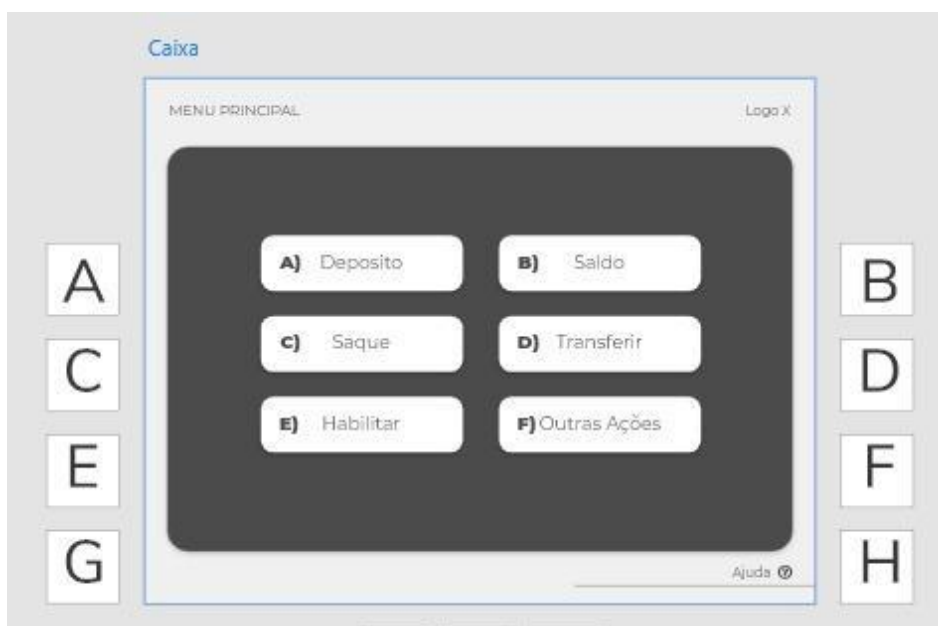 Caixa
MENU PRINCIPAL Logo X
A A) Deposito B) Saldo B
C C) Saque D) Transferir D
E E) Habilitar F) Outras Ações F
G H
Ajuda ?